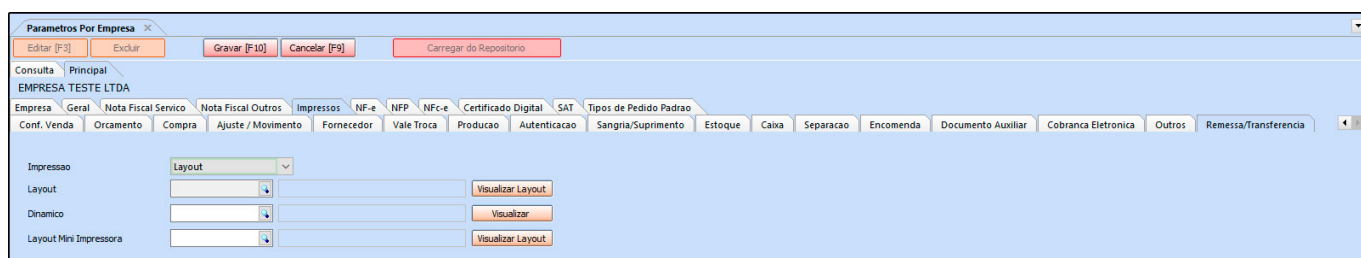 Parametros Por Empresa
Editar [F3] Excluir Gravar [F10] Cancelar [F9] Carregar do Repositorio
Consulta Principal
EMPRESA TESTE LTDA
Empresa Geral Nota Fiscal Servico Nota Fiscal Outros Impressos NF-e NFP NFc-e Certificado Digital SAT Tipos de Pedido Padrao
Conf. Venda Orcamento Compra Ajuste / Movimento Fornecedor Vale Troca Producao Autenticacao Sangria/Suprimento Estoque Caixa Separacao Encomenda Documento Auxiliar Cobranca Eletronica Outros Remessa/Transferencia
Impressao Layout
Layout Visualizar Layout
Dinamico Visualizar
Layout Mini Impressora Visualizar Layout